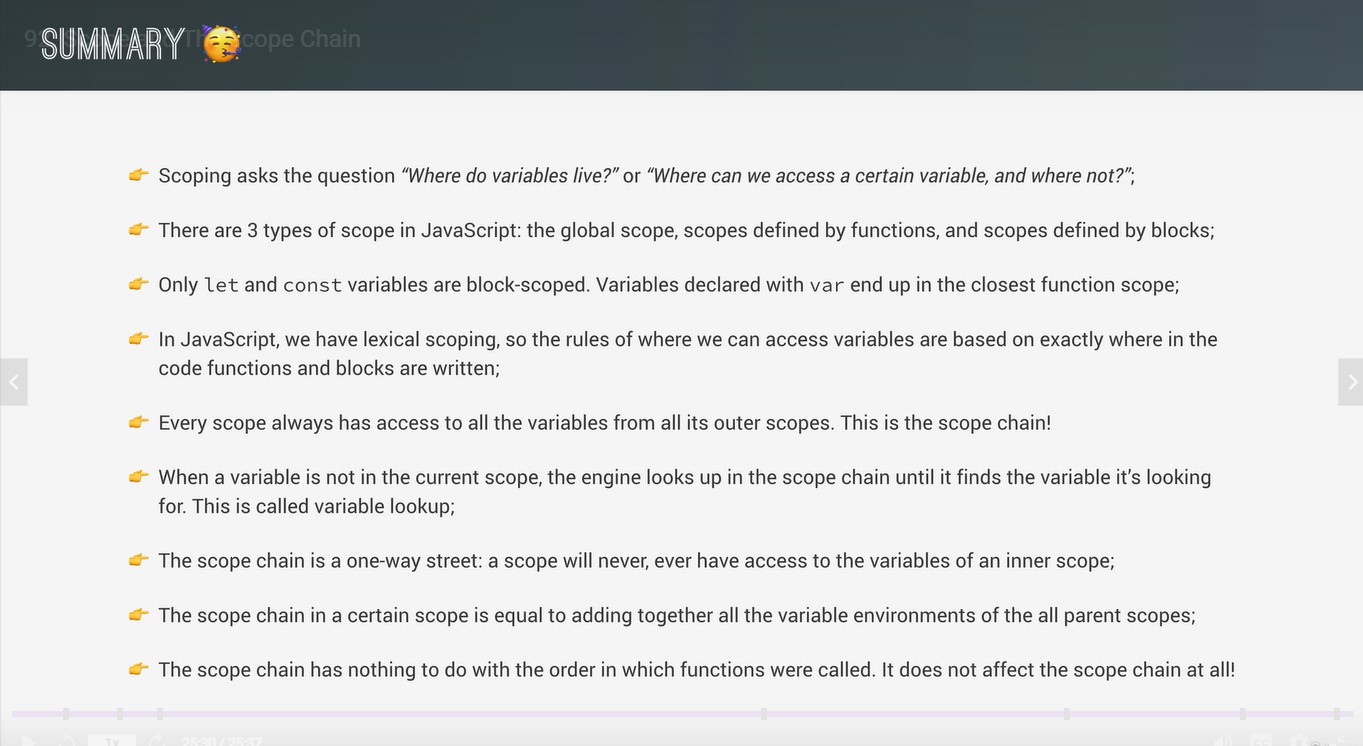 SUMMARY 🥳
92. Scope and The Scope Chain
👉 Scoping asks the question “Where do variables live?” or “Where can we access a certain variable, and where not?”;
👉 There are 3 types of scope in JavaScript: the global scope, scopes defined by functions, and scopes defined by blocks;
👉 Only let and const variables are block-scoped. Variables declared with var end up in the closest function scope;
👉 In JavaScript, we have lexical scoping, so the rules of where we can access variables are based on exactly where in the
code functions and blocks are written;
👉 Every scope always has access to all the variables from all its outer scopes. This is the scope chain!
👉 When a variable is not in the current scope, the engine looks up in the scope chain until it finds the variable it’s looking
for. This is called variable lookup;
👉 The scope chain is a one-way street: a scope will never, ever have access to the variables of an inner scope;
👉 The scope chain in a certain scope is equal to adding together all the variable environments of the all parent scopes;
👉 The scope chain has nothing to do with the order in which functions were called. It does not affect the scope chain at all!
1x 25:30 / 25:37